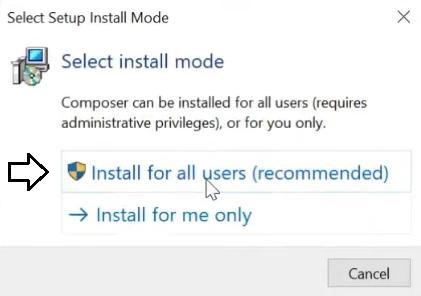 Select Setup Install Mode
Select install mode
Composer can be installed for all users (requires
administrative privileges), or for you only.
Install for all users (recommended)
Install for me only
Cancel